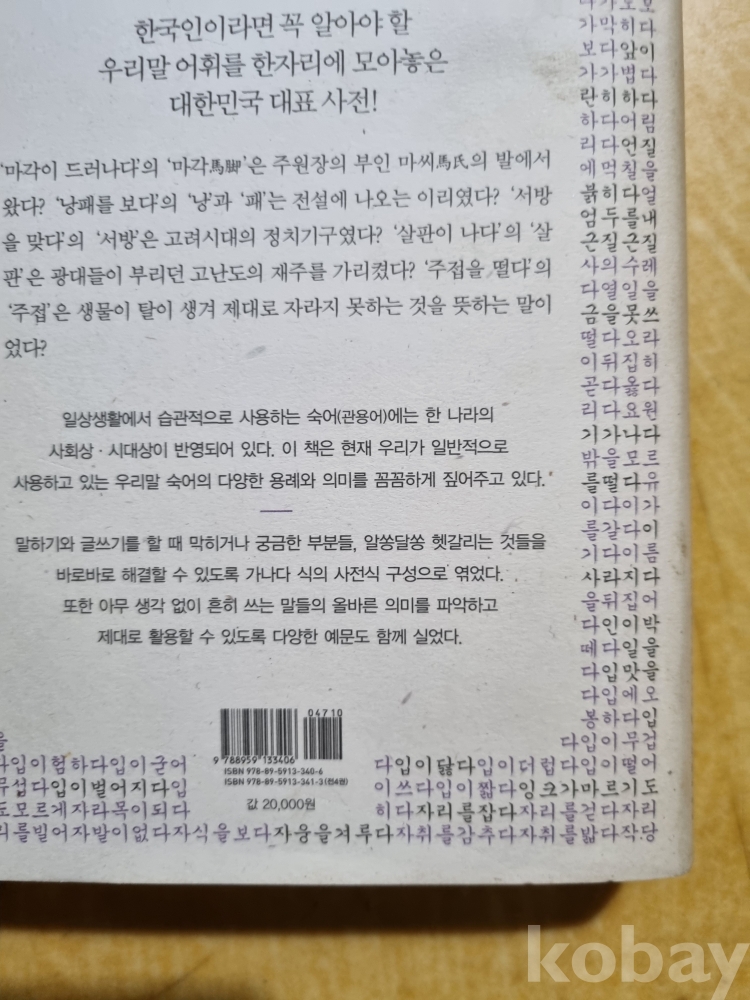 한국인이라면 꼭 알아야 할
우리말 어휘를 한자리에 모아놓은
대한민국 대표 사전!
'마각이 드러나다'의 '마각馬脚'은 주원장의 부인 마씨馬氏의 발에서
왔다? '낭패를 보다'의 '낭'과 '패'는 전설에 나오는 이리였다? '서방
을 맞다'의 '서방'은 고려시대의 정치기구였다? '살판이 나다'의 '살
판'은 광대들이 부리던 고난도의 재주를 가리켰다? '주접을 떨다'의
'주접'은 생물이 탈이 생겨 제대로 자라지 못하는 것을 뜻하는 말이
었다?
일상생활에서 습관적으로 사용하는 숙어(관용어)에는 한 나라의
사회상·시대상이 반영되어 있다. 이 책은 현재 우리가 일반적으로
사용하고 있는 우리말 숙어의 다양한 용례와 의미를 꼼꼼하게 짚어주고 있다.
말하기와 글쓰기를 할 때 막히거나 궁금한 부분들, 알쏭달쏭 헷갈리는 것들을
바로바로 해결할 수 있도록 가나다 식의 사전식 구성으로 엮었다.
또한 아무 생각 없이 흔히 쓰는 말들의 올바른 의미를 파악하고
제대로 활용할 수 있도록 다양한 예문도 함께 실었다.
가막히다
보다앞이
가가볍다
란히하다
하다어림
리다언질
에먹칠을
붉히다얼
엄두를내
근질근질
사의수레
다열일을
금을못쓰
떨다오라
이뒤집히
곧다옳다
리다요원
기가나다
밖을모르
를떨다유
이다이가
를갈다이
기다이름
사라지다
을뒤집어
다인이박
떼다일을
다입맛을
다입에오
봉하다입
다입이무겁
04710
9 788959 133406
ISBN 978-89-5913-340-6
ISBN 978-89-5913-341-3 (전4권)
값 20,000원
을
다입이험하다입이굳어
무섭다입이벌어지다입
도모르게자라목이되다
리를빌어자발이없다자식을보다자웅을겨루다자취를감추다자취를밟다작당
다입이닳다입이더럽다입이떨어
이쓰다입이짧다잉크가마르기도
히다자리를잡다자리를걷다자리
kobay